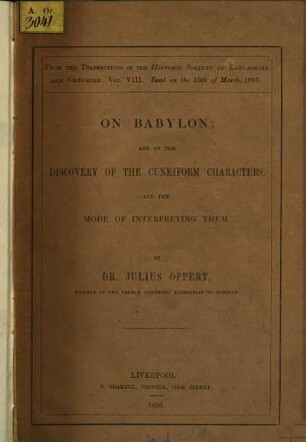 A. Or.
3041
FROM THE TRANSACTIONS OF THE HISTORIC SOCIETY OF LANCASHIRE
AND CHESHIRE. VOL. VIII. Read on the 13th of March, 1856.
ON BABYLON;
AND ON THE
DISCOVERY OF THE CUNEIFORM CHARACTERS,
AND THE
MODE OF INTERPRETING THEM
BY
DR. JULIUS OPPERT,
MEMBER OF THE FRENCH SCIENTIFIC EXPEDITION TO BABYLON.
LIVERPOOL:
T. BRAKELL, PRINTER, COOK STREET.
1856.